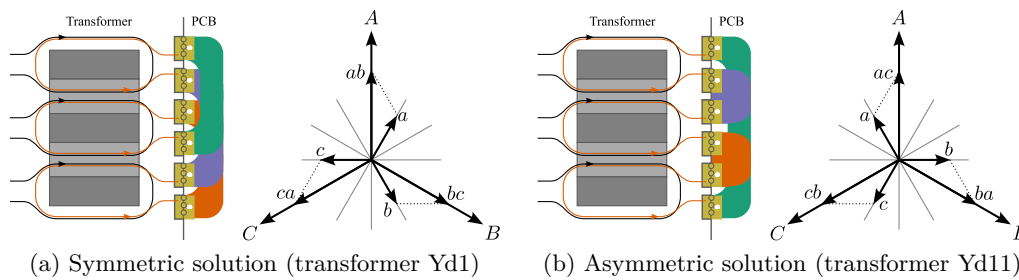 Transformer PCB
A
ab
a
c
ca
b
bc
C
B
(a) Symmetric solution (transformer Yd1)
Transformer PCB
A
ac
a
b
cb
c
ba
C
(b) Asymmetric solution (transformer Yd11)